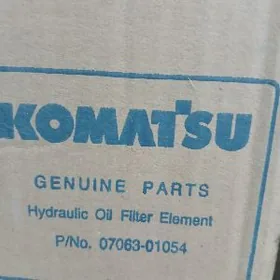 KOMATSU
GENUINE PARTS
Hydraulic Oil Filter Element
P/No. 07063-01054